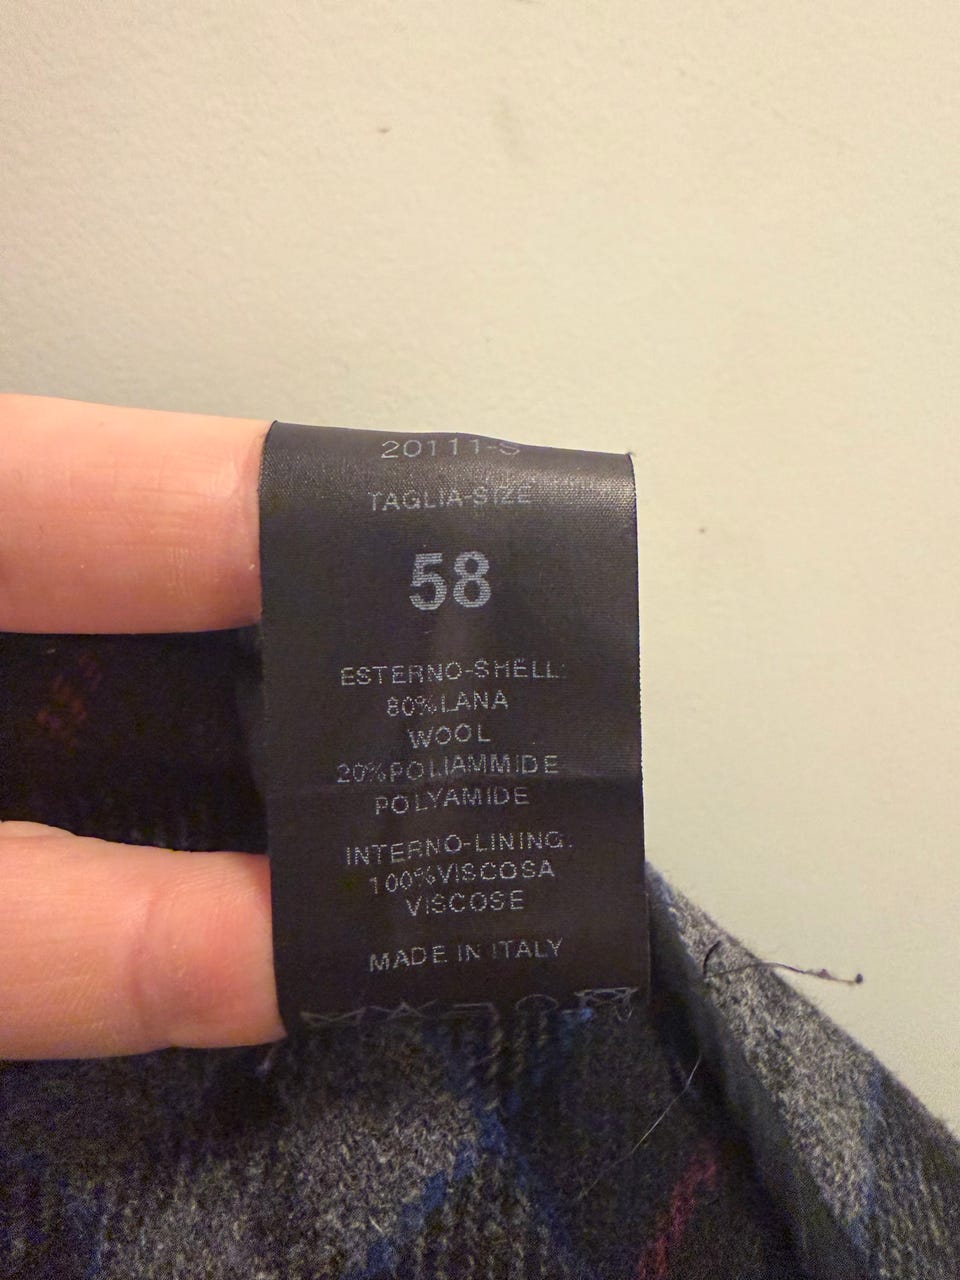 20111-S
TAGLIA-SIZE
58
ESTERNO-SHELL:
80%LANA
WOOL
20%POLIAMMIDE
POLYAMIDE
INTERNO-LINING:
100%VISCOSA
VISCOSE
MADE IN ITALY